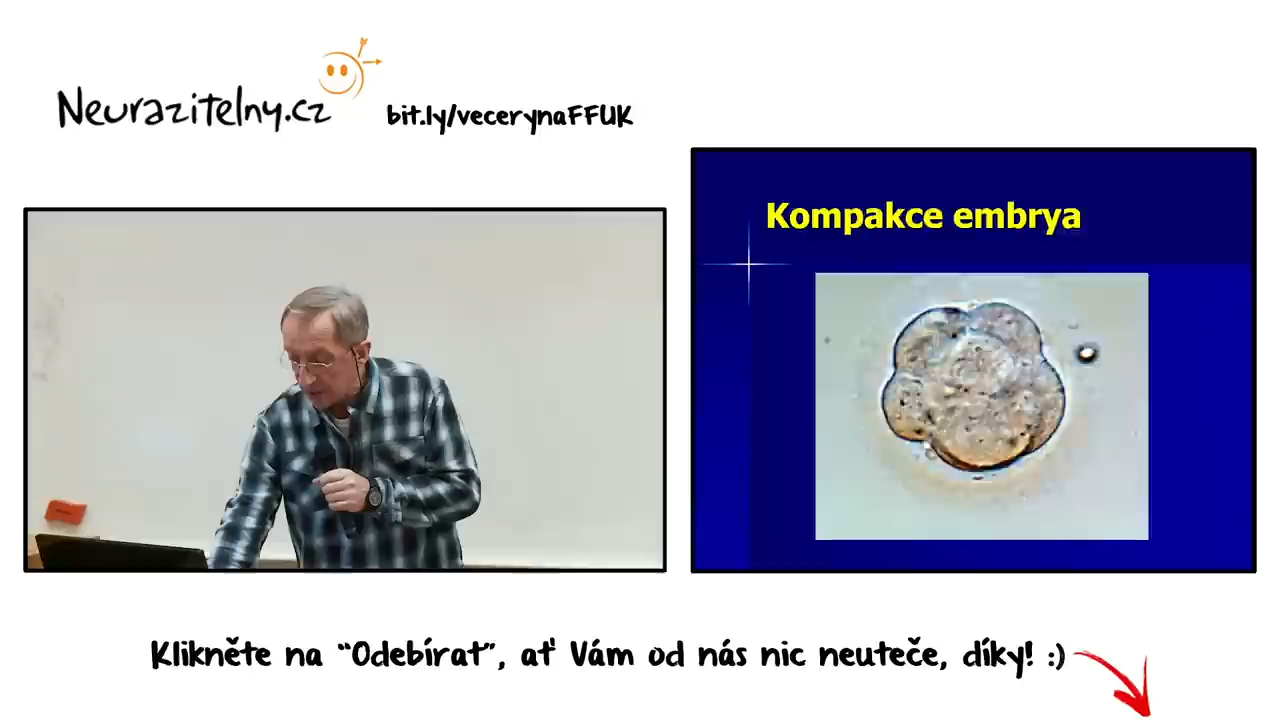 Neurazitelny.cz
bit.ly/vecerynaFFUK
Kompakce embrya
Klikněte na “Odebírat”, ať Vám od nás nic neuteče, díky! :)